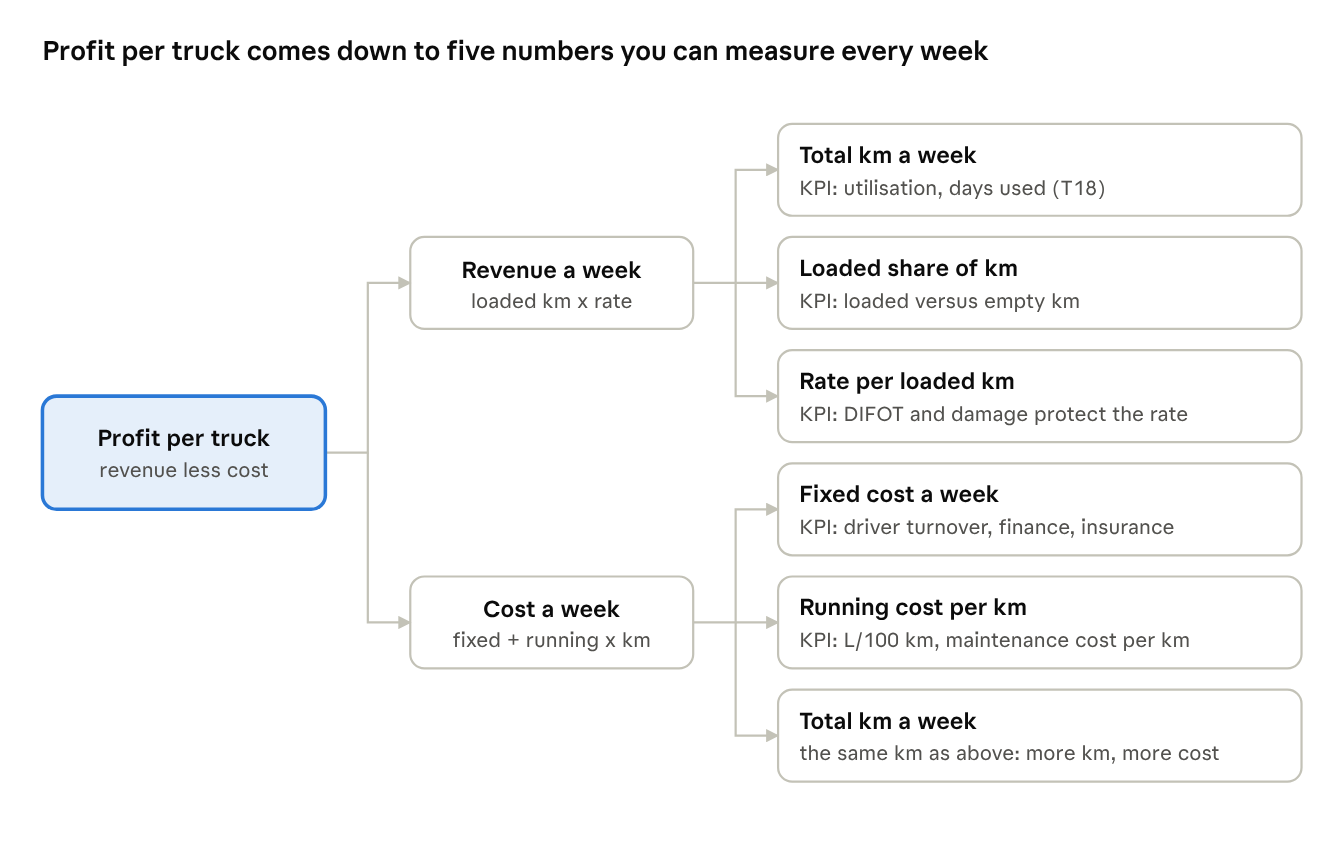 Profit per truck comes down to five numbers you can measure every week
Profit per truck
revenue less cost
Revenue a week
loaded km x rate
Cost a week
fixed + running x km
Total km a week
KPI: utilisation, days used (T18)
Loaded share of km
KPI: loaded versus empty km
Rate per loaded km
KPI: DIFOT and damage protect the rate
Fixed cost a week
KPI: driver turnover, finance, insurance
Running cost per km
KPI: L/100 km, maintenance cost per km
Total km a week
the same km as above: more km, more cost